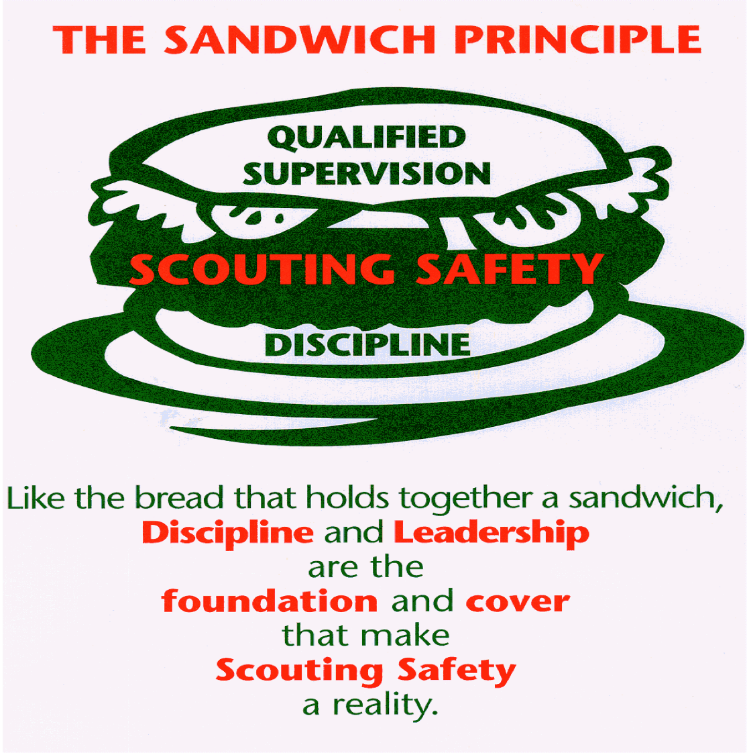 THE SANDWICH PRINCIPLE
QUALIFIED
SUPERVISION
SCOUTING SAFETY
DISCIPLINE
Like the bread that holds together a sandwich,
Discipline and Leadership
are the
foundation and cover
that make
Scouting Safety
a reality.